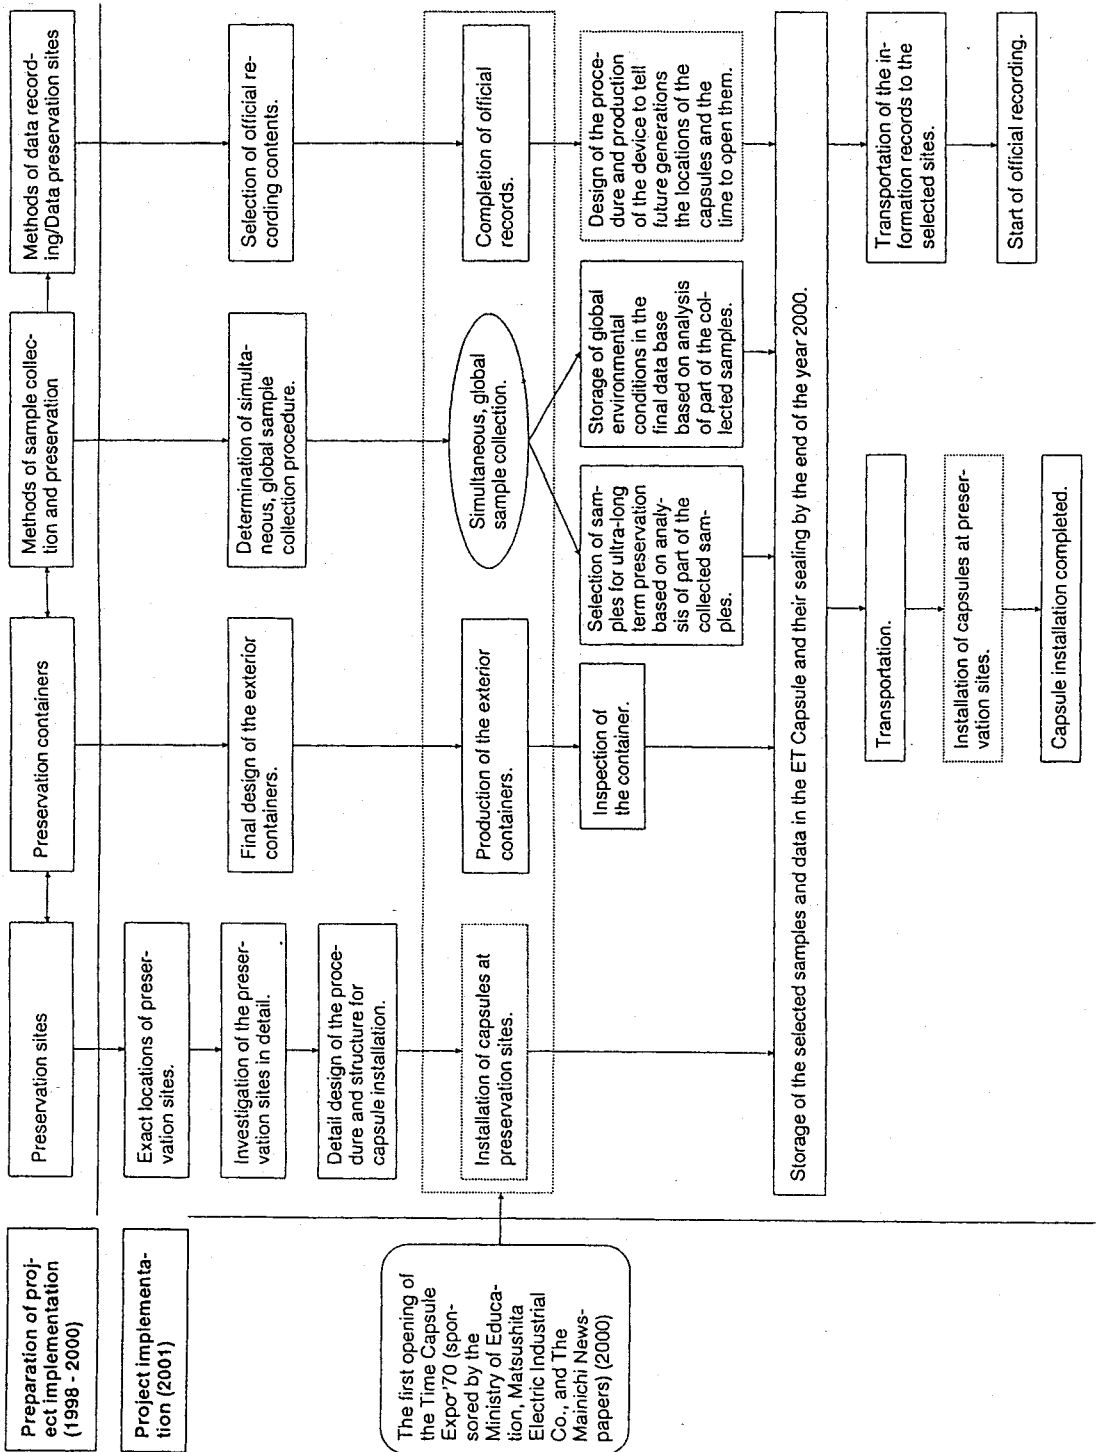 Preparation of proj-
ect implementation
(1998 - 2000)
Preservation sites
Preservation containers
Methods of sample collec-
tion and preservation
Methods of data record-
ing/Data preservation sites
Project implementa-
tion (2001)
Exact locations of preser-
vation sites.
Investigation of the preser-
vation sites in detail.
Final design of the exterior
containers.
Determination of simulta-
neous, global sample
collection procedure.
Selection of official re-
cording contents.
Detail design of the proce-
dure and structure for
capsule installation.
The first opening of
the Time Capsule
Expo'70 (spon-
sored by the
Ministry of Educa-
tion, Matsushita
Electric Industrial
Co., and The
Mainichi News-
papers) (2000)
Installation of capsules at
preservation sites.
Production of the exterior
containers.
Simultaneous, global
sample collection.
Completion of official
records.
Inspection of
the container.
Selection of sam-
ples for ultra-long
term preservation
based on analy-
sis of part of the
collected sam-
ples.
Storage of global
environmental
conditions in the
final data base
based on analysis
of part of the col-
lected samples.
Design of the proce-
dure and production
of the device to tell
future generations
the locations of the
capsules and the
time to open them.
Storage of the selected samples and data in the ET Capsule and their sealing by the end of the year 2000.
Transportation.
Transportation of the in-
formation records to the
selected sites.
Installation of capsules at preser-
vation sites.
Start of official recording.
Capsule installation completed.